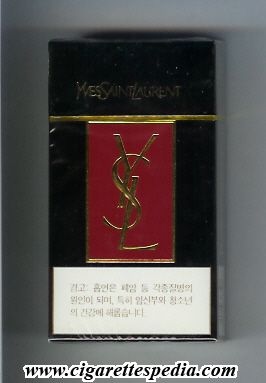 YVESSAINTLAURENT
YSL
경고: 흡연은 폐암 등 각종질병의
원인이 되며, 특히 임신부와 청소년
의 건강에 해롭습니다.
www.cigarettespedia.com